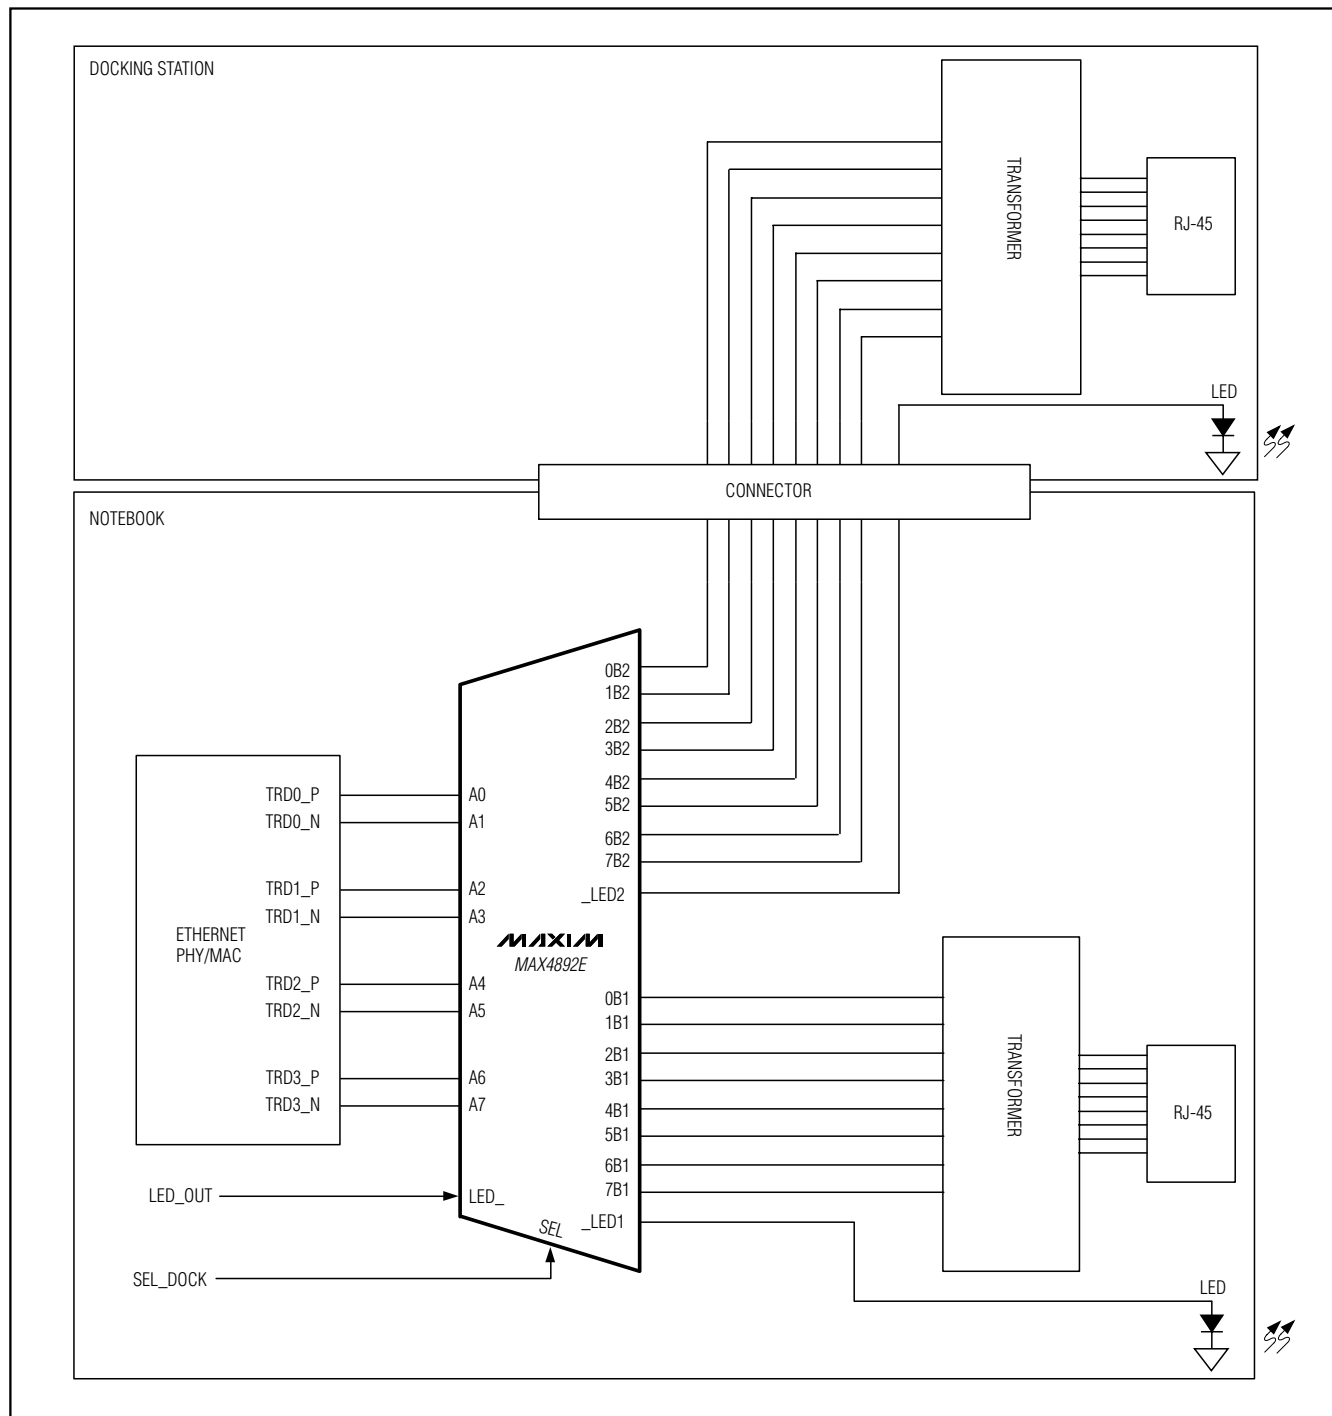 DOCKING STATION
TRANSFORMER
RJ-45
LED
CONNECTOR
NOTEBOOK
0B2
1B2
2B2
3B2
4B2
5B2
6B2
7B2
_LED2
ETHERNET
PHY/MAC
TRD0_P
TRD0_N
TRD1_P
TRD1_N
TRD2_P
TRD2_N
TRD3_P
TRD3_N
A0
A1
A2
A3
A4
A5
A6
A7
MAXIM
MAX4892E
0B1
1B1
2B1
3B1
4B1
5B1
6B1
7B1
_LED1
TRANSFORMER
RJ-45
LED_OUT
LED_
SEL
SEL_DOCK
LED